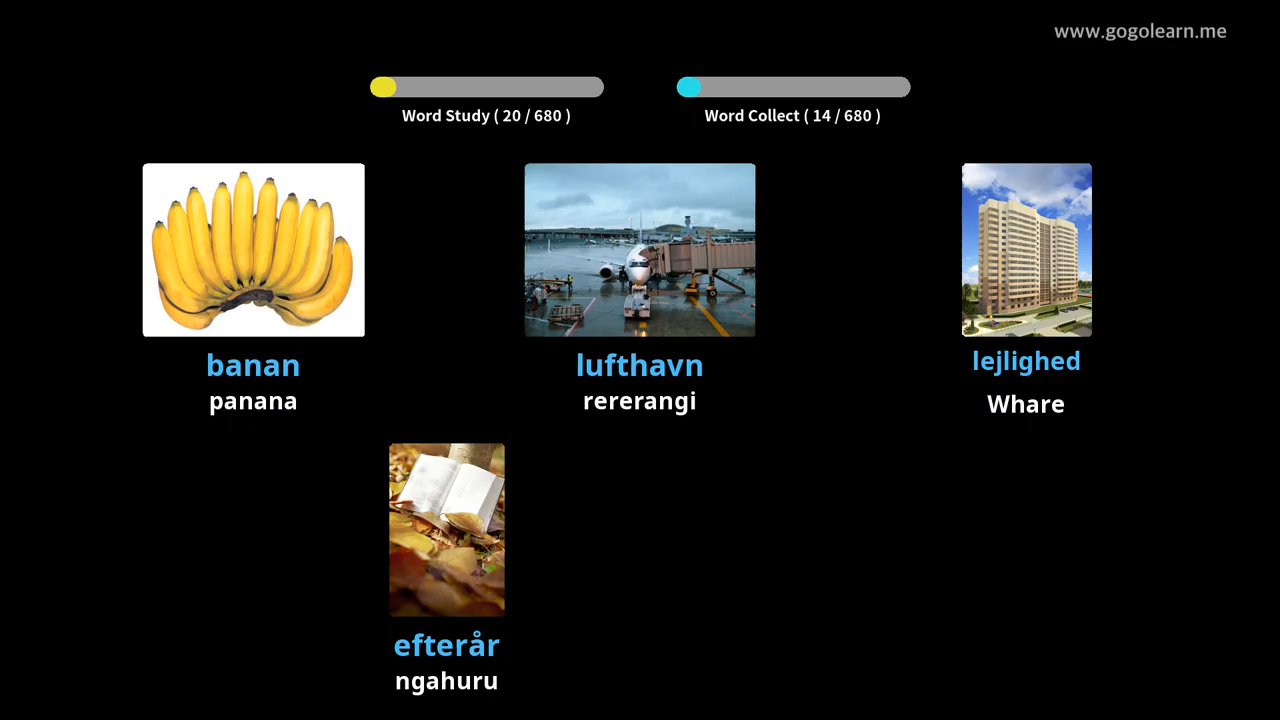 www.gogolearn.me
Word Study ( 20 / 680 )
Word Collect ( 14 / 680 )
banan
panana
lufthavn
rererangi
lejlighed
Whare
efterår
ngahuru